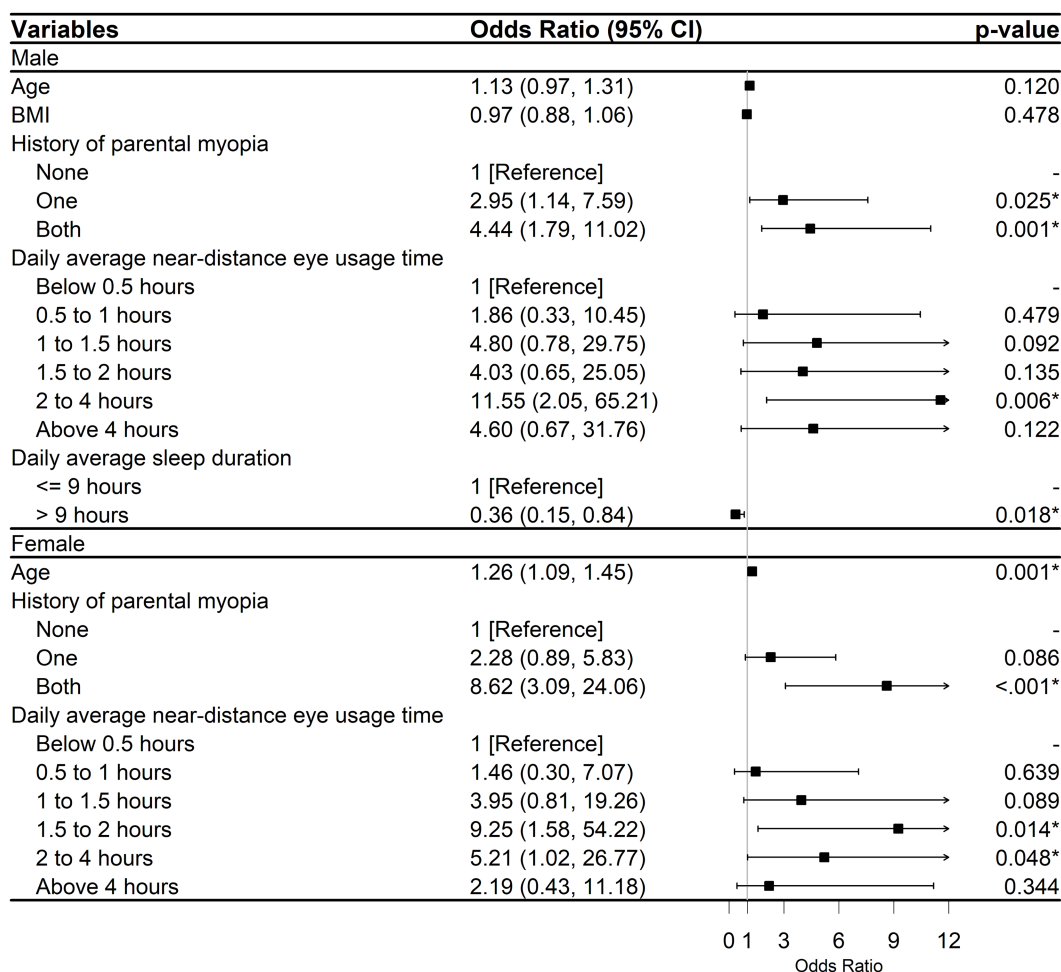 Variables Odds Ratio (95% CI) p-value
Male
Age 1.13 (0.97, 1.31) 0.120
BMI 0.97 (0.88, 1.06) 0.478
History of parental myopia
None 1 [Reference] -
One 2.95 (1.14, 7.59) 0.025*
Both 4.44 (1.79, 11.02) 0.001*
Daily average near-distance eye usage time
Below 0.5 hours 1 [Reference] -
0.5 to 1 hours 1.86 (0.33, 10.45) 0.479
1 to 1.5 hours 4.80 (0.78, 29.75) 0.092
1.5 to 2 hours 4.03 (0.65, 25.05) 0.135
2 to 4 hours 11.55 (2.05, 65.21) 0.006*
Above 4 hours 4.60 (0.67, 31.76) 0.122
Daily average sleep duration
<= 9 hours 1 [Reference] -
> 9 hours 0.36 (0.15, 0.84) 0.018*
Female
Age 1.26 (1.09, 1.45) 0.001*
History of parental myopia
None 1 [Reference] -
One 2.28 (0.89, 5.83) 0.086
Both 8.62 (3.09, 24.06) <.001*
Daily average near-distance eye usage time
Below 0.5 hours 1 [Reference] -
0.5 to 1 hours 1.46 (0.30, 7.07) 0.639
1 to 1.5 hours 3.95 (0.81, 19.26) 0.089
1.5 to 2 hours 9.25 (1.58, 54.22) 0.014*
2 to 4 hours 5.21 (1.02, 26.77) 0.048*
Above 4 hours 2.19 (0.43, 11.18) 0.344
0 1 3 6 9 12
Odds Ratio